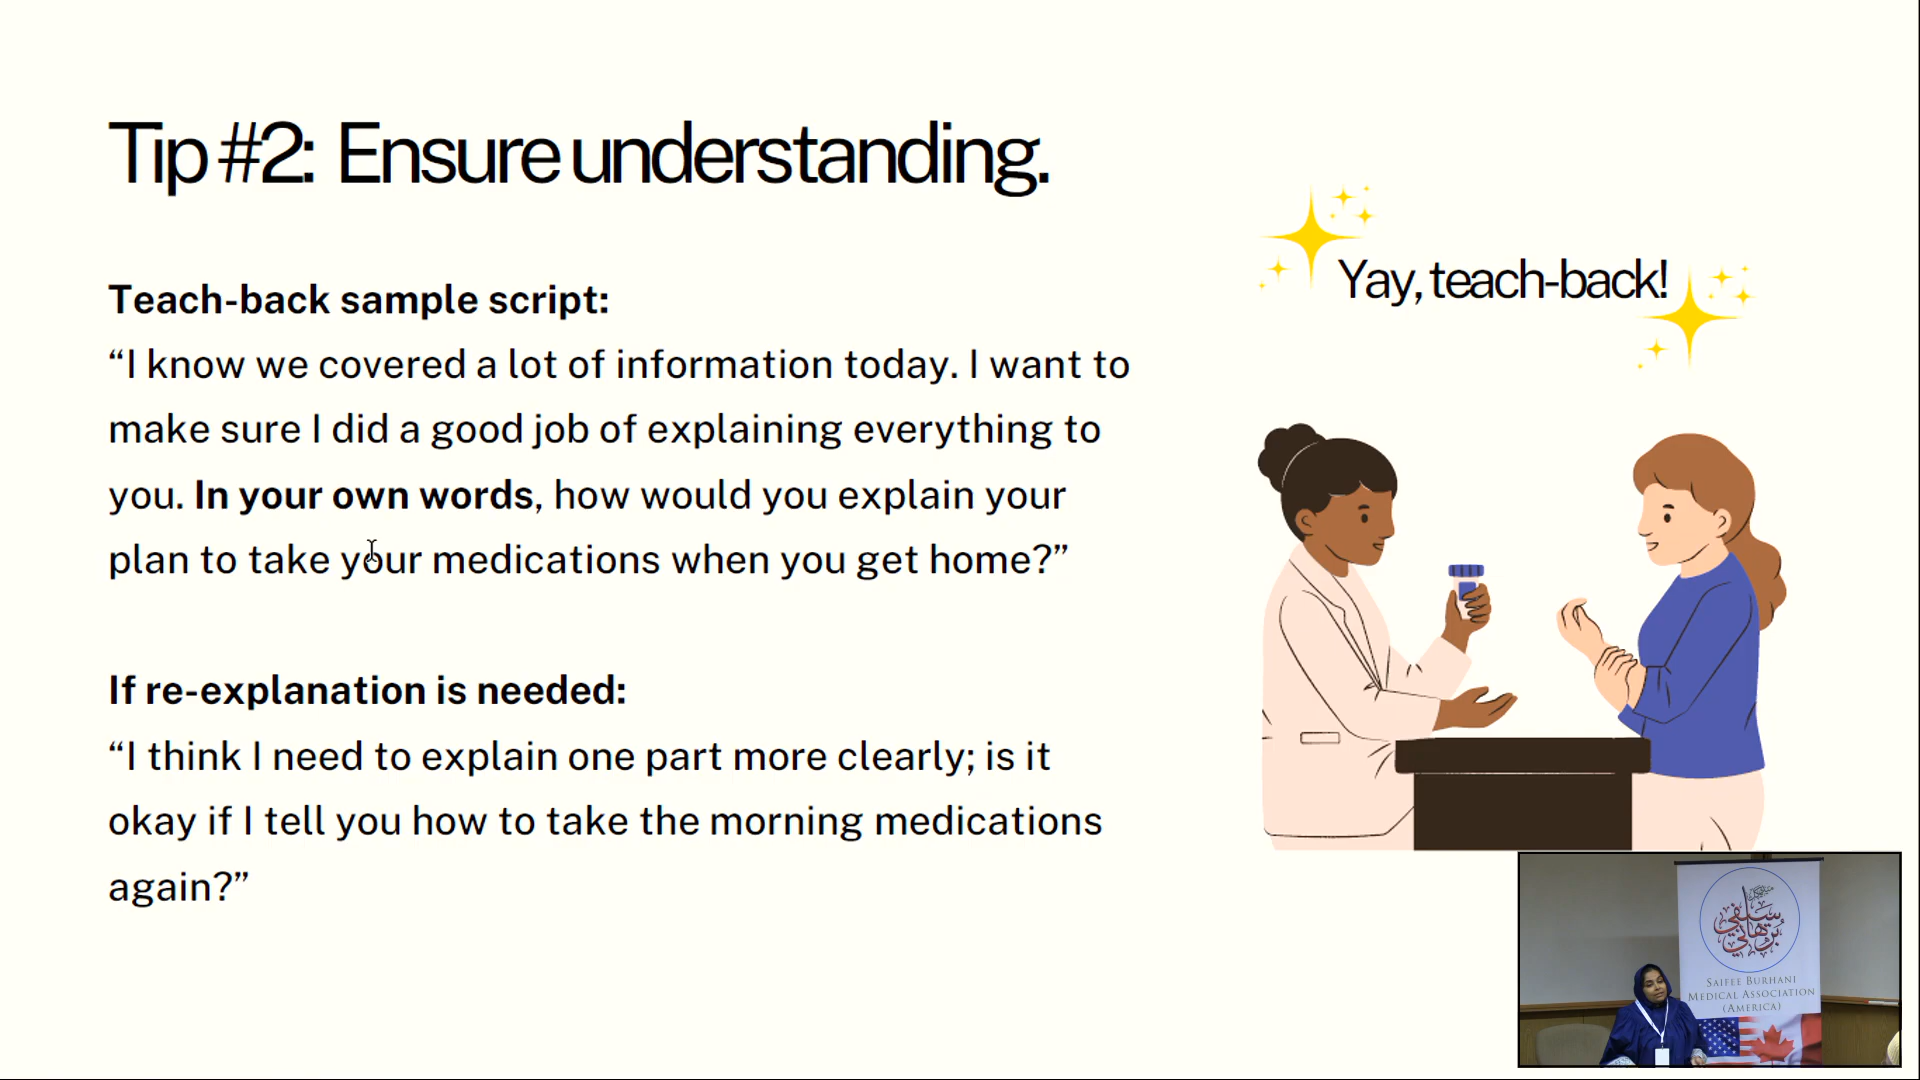 Tip #2: Ensure understanding.
Teach-back sample script:
“I know we covered a lot of information today. I want to
make sure I did a good job of explaining everything to
you. In your own words, how would you explain your
plan to take your medications when you get home?”
If re-explanation is needed:
“I think I need to explain one part more clearly; is it
okay if I tell you how to take the morning medications
again?”
Yay, teach-back!
سيفي
برهاني
SAIFEE BURHANI
MEDICAL ASSOCIATION
(AMERICA)